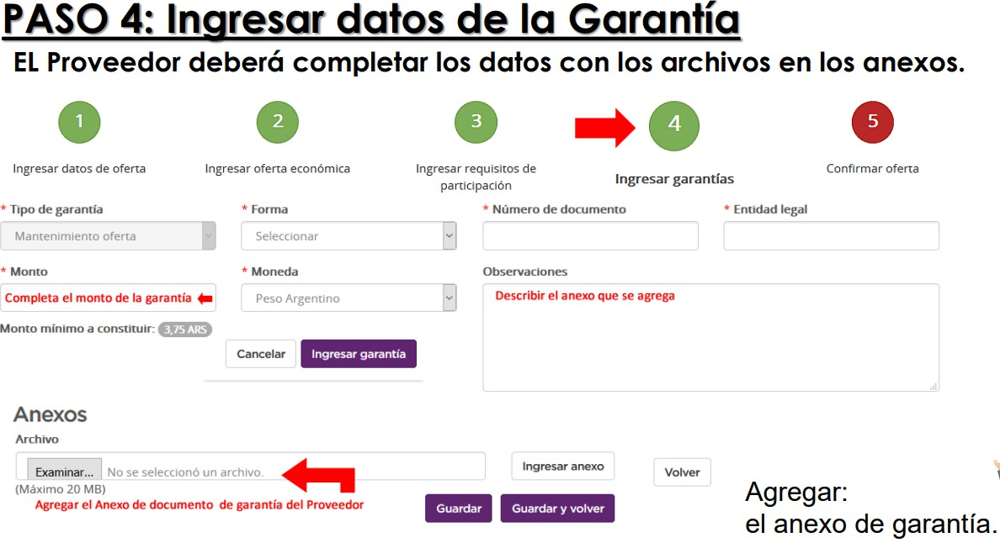 PASO 4: Ingresar datos de la Garantía
EL Proveedor deberá completar los datos con los archivos en los anexos.
1
2
3
4
5
Ingresar datos de oferta
Ingresar oferta económica
Ingresar requisitos de
participación
Ingresar garantías
Confirmar oferta
* Tipo de garantía
* Forma
* Número de documento
* Entidad legal
Mantenimiento oferta
Seleccionar
* Monto
* Moneda
Observaciones
Completa el monto de la garantía
Peso Argentino
Describir el anexo que se agrega
Monto mínimo a constituir: 3,75 ARS
Cancelar
Ingresar garantía
Anexos
Archivo
Examinar... No se seleccionó un archivo.
Ingresar anexo
Volver
(Máximo 20 MB)
Agregar el Anexo de documento de garantía del Proveedor
Guardar
Guardar y volver
Agregar:
el anexo de garantía.